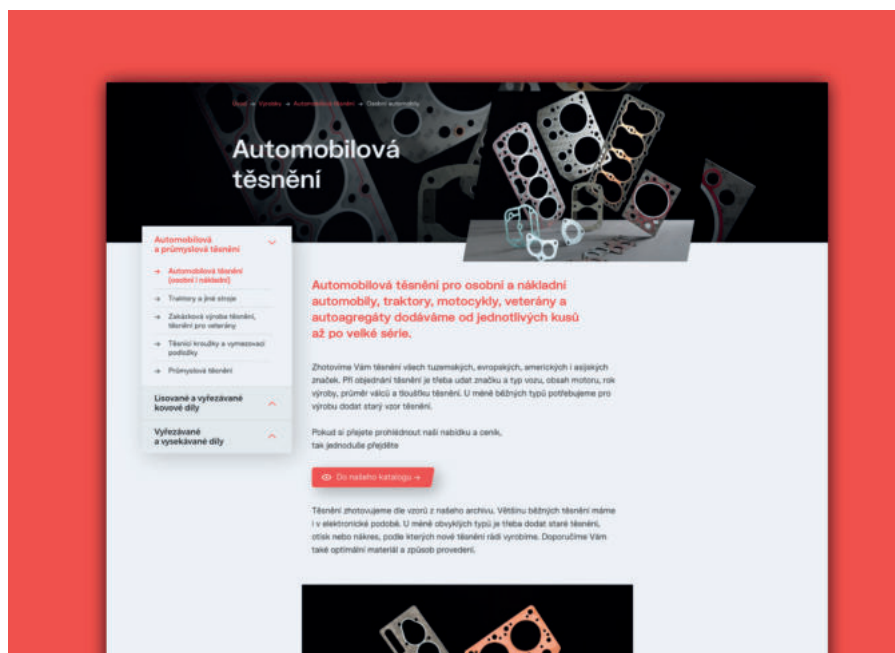 Úvod → Výrobky → Automobilová těsnění → Osobní automobily
Automobilová
těsnění
Automobilová
a průmyslová těsnění
→ Automobilová těsnění
(osobní i nákladní)
→ Traktory a jiné stroje
→ Zakázková výroba těsnění,
těsnění pro veterány
→ Těsnicí kroužky a vymezovací
podložky
→ Průmyslová těsnění
Lisované a vyřezávané
kovové díly
Vyřezávané
a vysekávané díly
Automobilová těsnění pro osobní a nákladní
automobily, traktory, motocykly, veterány a
autoagregáty dodáváme od jednotlivých kusů
až po velké série.
Zhotovíme Vám těsnění všech tuzemských, evropských, amerických i asijských
značek. Při objednání těsnění je třeba udat značku a typ vozu, obsah motoru, rok
výroby, průměr válců a tloušťku těsnění. U méně běžných typů potřebujeme pro
výrobu dodat starý vzor těsnění.
Pokud si přejete prohlédnout naši nabídku a ceník,
tak jednoduše přejděte
Do našeho katalogu →
Těsnění zhotovujeme dle vzorů z našeho archivu. Většinu běžných těsnění máme
i v elektronické podobě. U méně obvyklých typů je třeba dodat staré těsnění,
otisk nebo nákres, podle kterých nové těsnění rádi vyrobíme. Doporučíme Vám
také optimální materiál a způsob provedení.